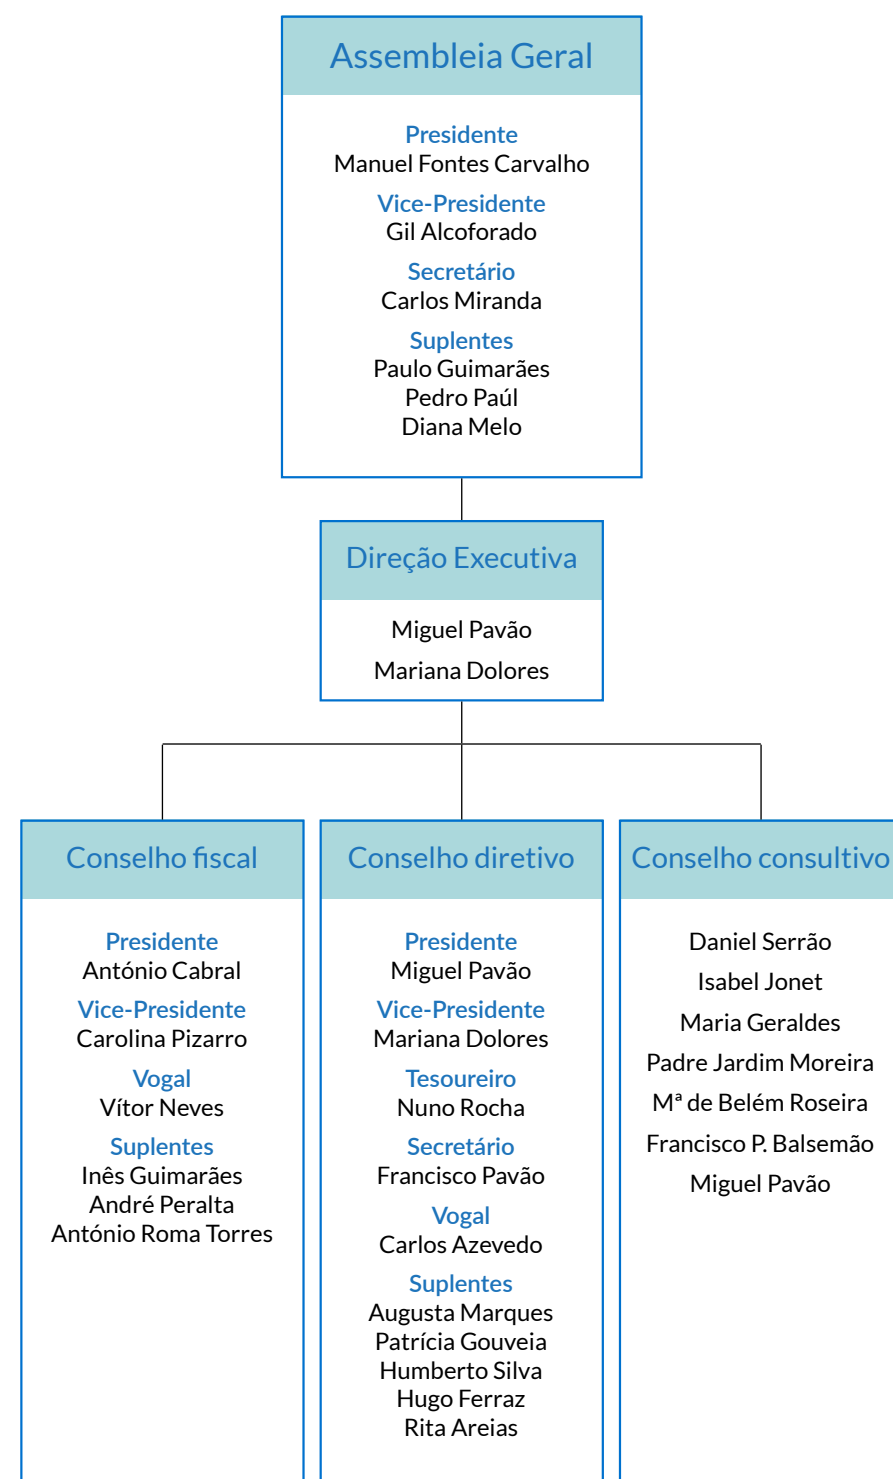 Assembleia Geral
Presidente
Manuel Fontes Carvalho
Vice-Presidente
Gil Alcoforado
Secretário
Carlos Miranda
Suplentes
Paulo Guimarães
Pedro Paúl
Diana Melo
Direção Executiva
Miguel Pavão
Mariana Dolores
Conselho fiscal
Presidente
António Cabral
Vice-Presidente
Carolina Pizarro
Vogal
Vítor Neves
Suplentes
Inês Guimarães
André Peralta
António Roma Torres
Conselho diretivo
Presidente
Miguel Pavão
Vice-Presidente
Mariana Dolores
Tesoureiro
Nuno Rocha
Secretário
Francisco Pavão
Vogal
Carlos Azevedo
Suplentes
Augusta Marques
Patrícia Gouveia
Humberto Silva
Hugo Ferraz
Rita Areias
Conselho consultivo
Daniel Serrão
Isabel Jonet
Maria Geraldes
Padre Jardim Moreira
Mª de Belém Roseira
Francisco P. Balsemão
Miguel Pavão